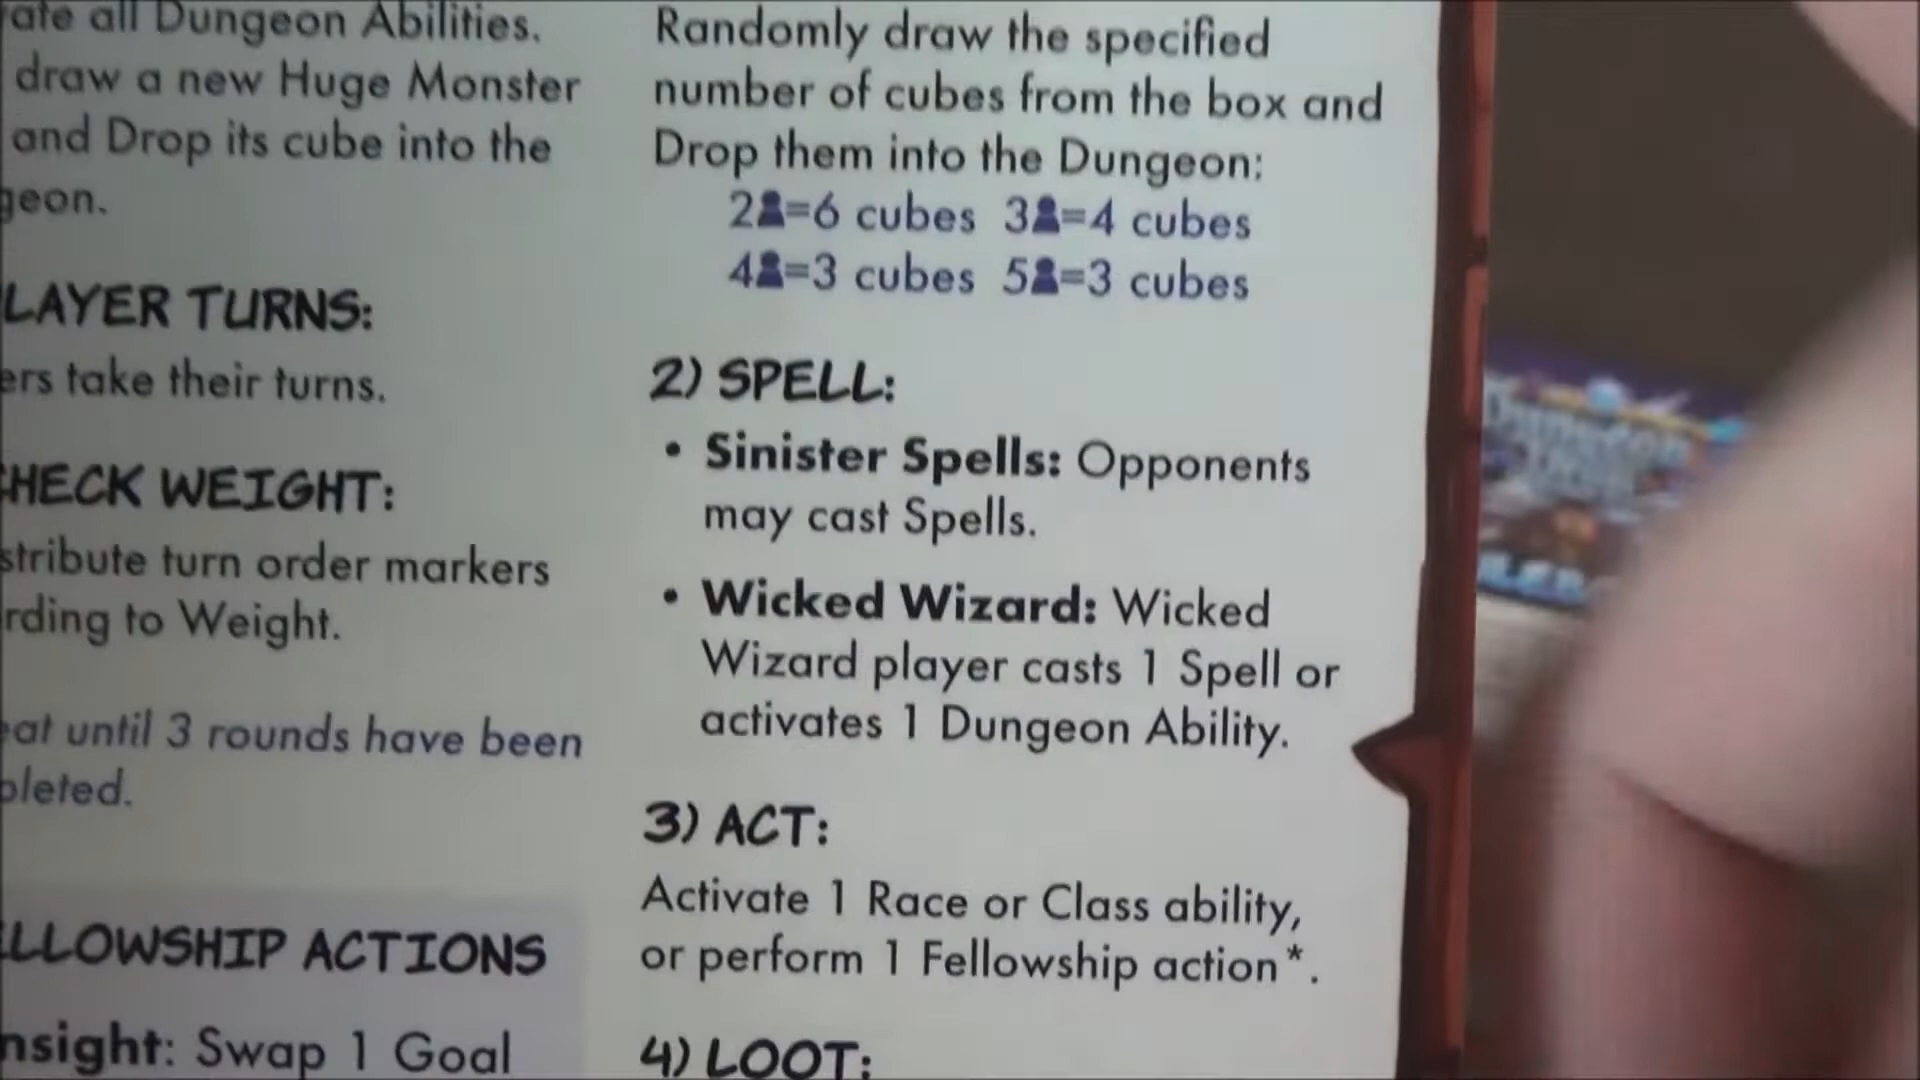 all Dungeon Abilities.
draw a new Huge Monster
and Drop its cube into the
geon.
LAYER TURNS:
ers take their turns.
HECK WEIGHT:
stribute turn order markers
rding to Weight.
eat until 3 rounds have been
pleted.
ELLOWSHIP ACTIONS
nsight: Swap 1 Goal
Randomly draw the specified
number of cubes from the box and
Drop them into the Dungeon:
2=6 cubes 3=4 cubes
4=3 cubes 5=3 cubes
2) SPELL:
• Sinister Spells: Opponents
may cast Spells.
• Wicked Wizard: Wicked
Wizard player casts 1 Spell or
activates 1 Dungeon Ability.
3) ACT:
Activate 1 Race or Class ability,
or perform 1 Fellowship action*.
4) LOOT:
Dungeon